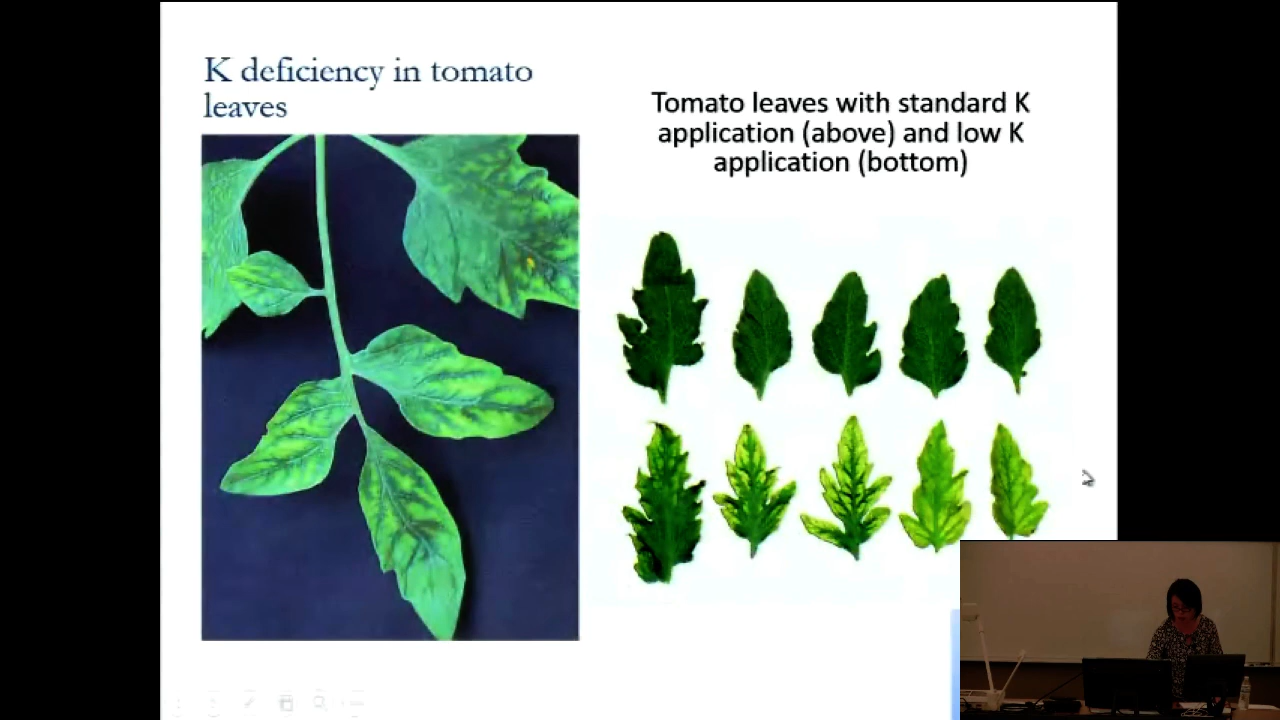 K deficiency in tomato
leaves
Tomato leaves with standard K
application (above) and low K
application (bottom)